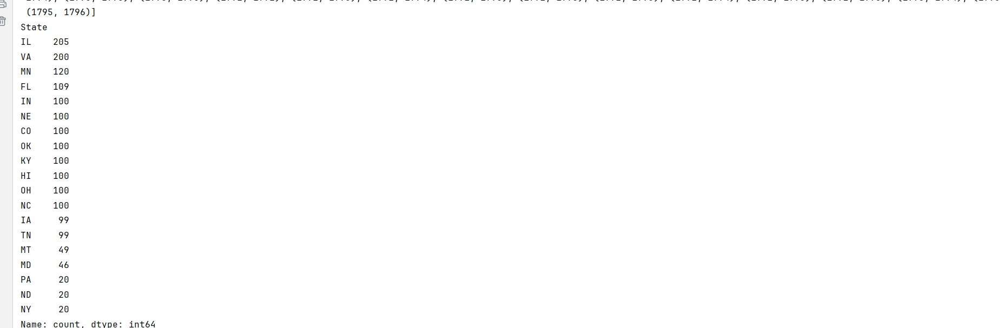 (1795, 1796)]
State
IL    205
VA    200
MN    120
FL    109
IN    100
NE    100
CO    100
OK    100
KY    100
HI    100
OH    100
NC    100
IA     99
TN     99
MT     49
MD     46
PA     20
ND     20
NY     20
Name: count, dtype: int64